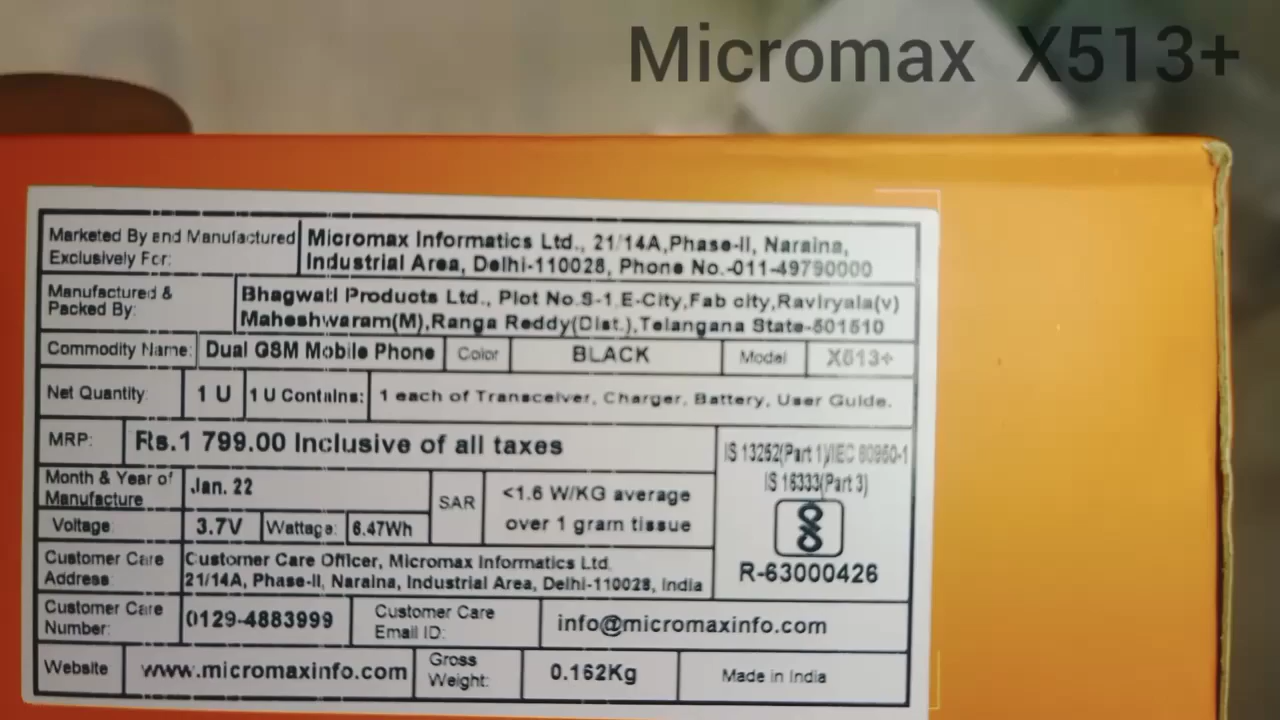 Micromax X513+
Marketed By and Manufactured
Exclusively For:
Micromax Informatics Ltd., 21/14A,Phase-II, Naraina,
Industrial Area, Delhi-110028, Phone No.-011-49790000
Manufactured &
Packed By:
Bhagwati Products Ltd., Plot No.S-1,E-City,Fab city,Raviryala(v)
Maheshwaram(M),Ranga Reddy(Dist.),Telangana State-501510
Commodity Name: Dual GSM Mobile Phone Color BLACK Model X513+
Net Quantity: 1 U 1 U Contains: 1 each of Transceiver, Charger, Battery, User Guide.
MRP: Rs.1 799.00 Inclusive of all taxes
Month & Year of
Manufacture
Jan. 22
SAR
<1.6 W/KG average
over 1 gram tissue
Voltage 3.7V Wattage: 6.47Wh
IS 13252(Part 1)/IEC 60950-1
IS 16333(Part 3)
R-63000426
Customer Care
Address:
Customer Care Officer, Micromax Informatics Ltd.
21/14A, Phase-II, Naraina, Industrial Area, Delhi-110028, India
Customer Care
Number:
0129-4883999
Customer Care
Email ID:
info@micromaxinfo.com
Website www.micromaxinfo.com
Gross
Weight:
0.162Kg
Made in India